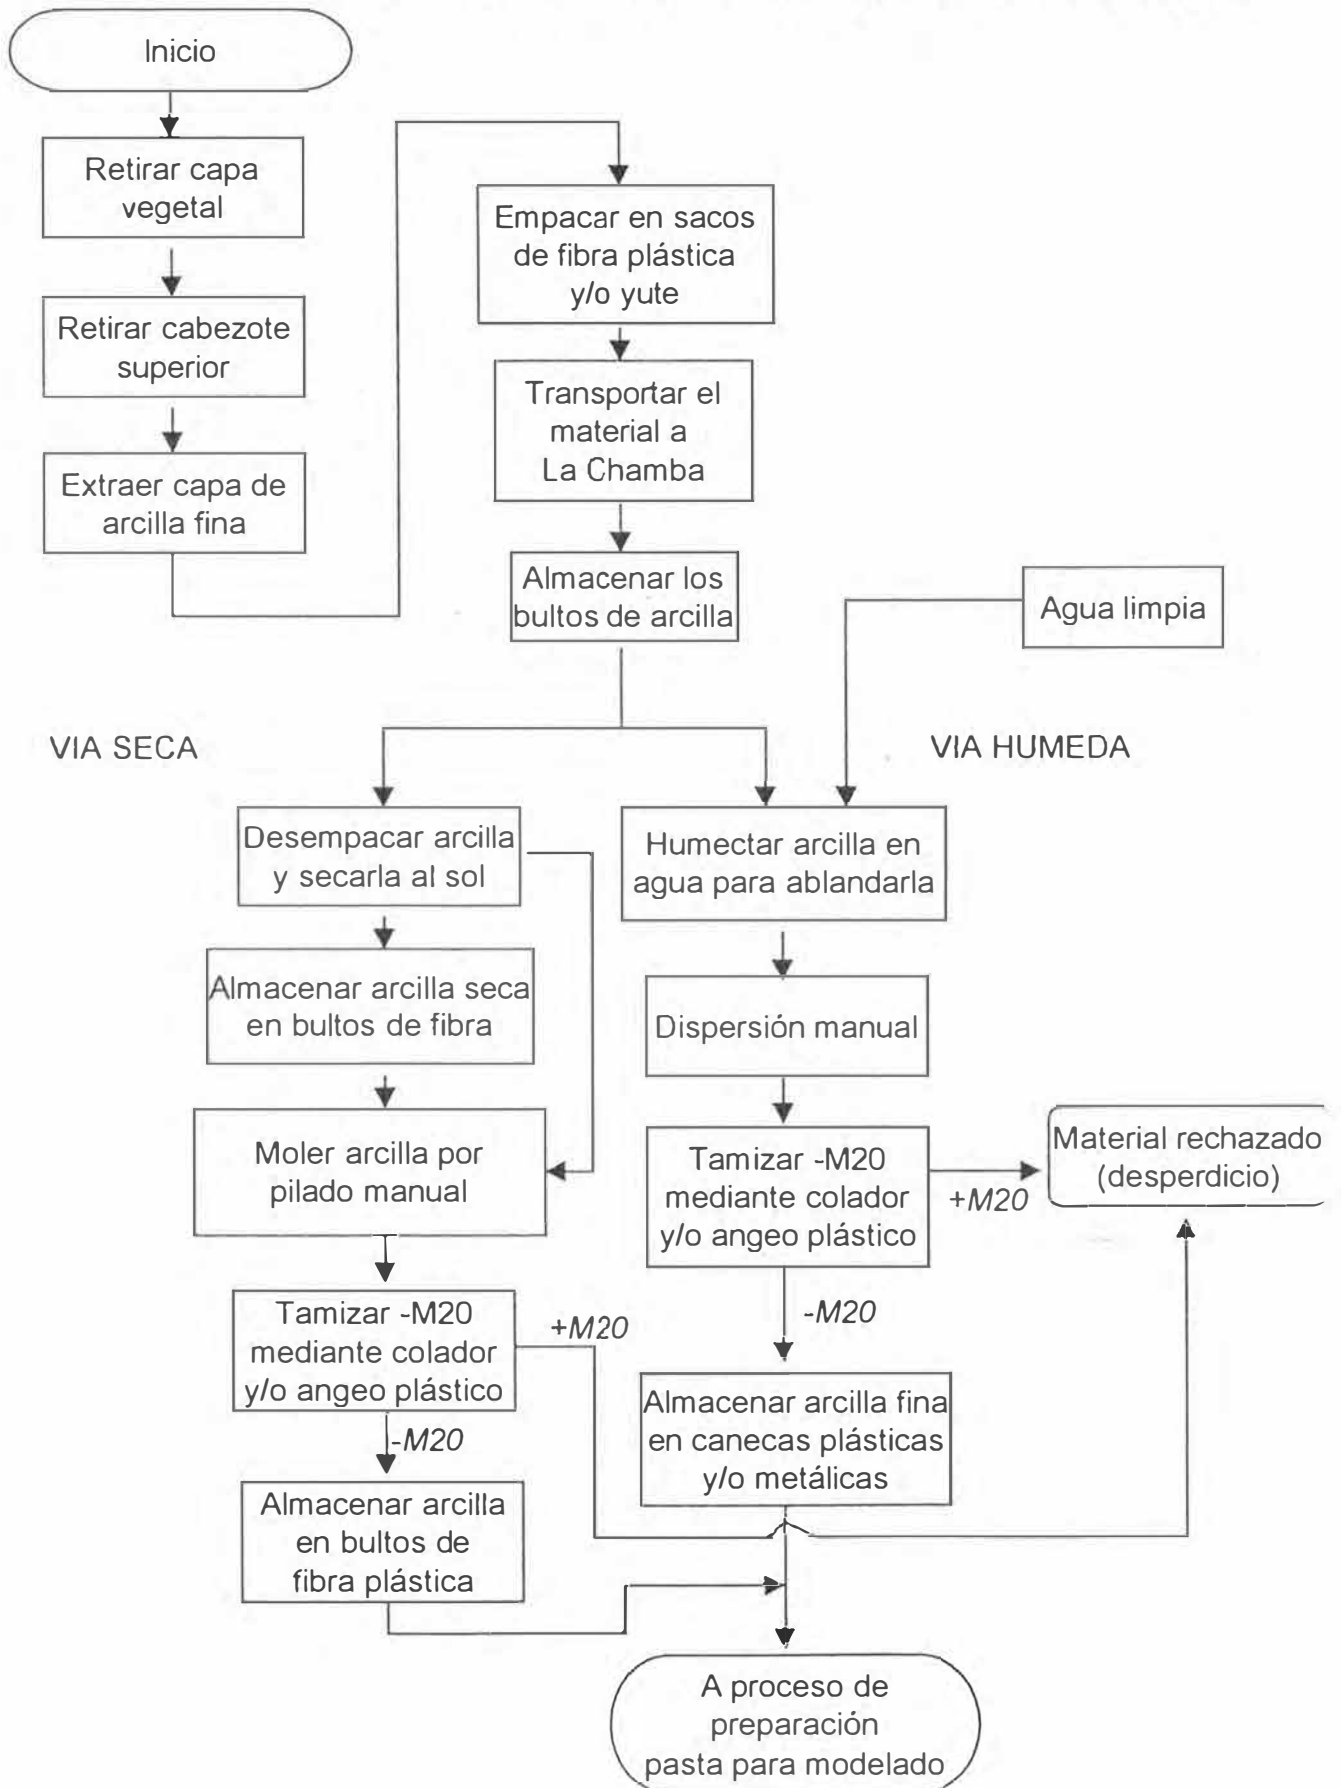 Inicio
Retirar capa
vegetal
Retirar cabezote
superior
Extraer capa de
arcilla fina
Empacar en sacos
de fibra plástica
y/o yute
Transportar el
material a
La Chamba
Almacenar los
bultos de arcilla
Agua limpia
VIA SECA
VIA HUMEDA
Desempacar arcilla
y secarla al sol
Almacenar arcilla seca
en bultos de fibra
Moler arcilla por
pilado manual
Tamizar -M20
mediante colador
y/o angeo plástico
+M20
-M20
Almacenar arcilla
en bultos de
fibra plástica
Humectar arcilla en
agua para ablandarla
Dispersión manual
Tamizar -M20
mediante colador
y/o angeo plástico
+M20
Material rechazado
(desperdicio)
-M20
Almacenar arcilla fina
en canecas plásticas
y/o metálicas
A proceso de
preparación
pasta para modelado